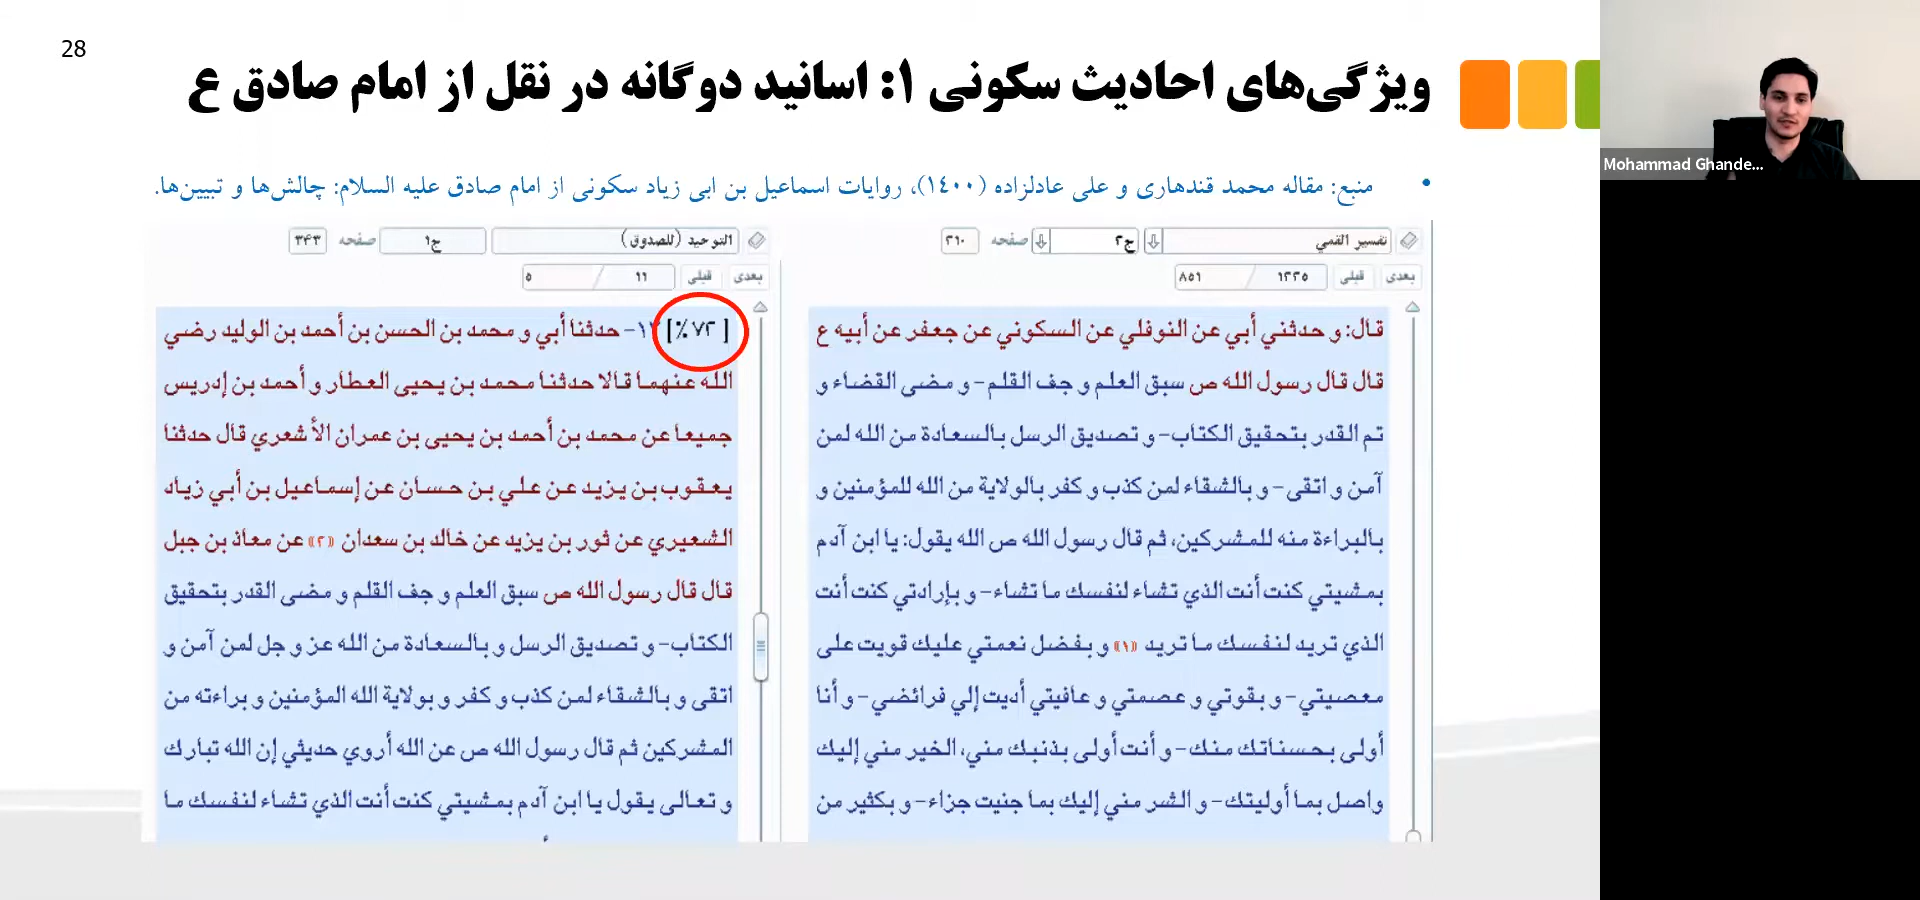 28
ویژگی‌های احادیث سکونی ۱: اسانید دوگانه در نقل از امام صادق ع
• منبع: مقاله محمد قندهاری و علی عادلزاده (۱۴۰۰)، روایات اسماعیل بن ابی زیاد سکونی از امام صادق علیه السلام: چالش‌ها و تبیین‌ها.
تفسير القمي ج۲ صفحه ۲۱۰
بعدی قبلی ۱۲۲۵ / ۸۵۱
قال: و حدثني أبي عن النوفلي عن السكوني عن جعفر عن أبيه ع
قال قال رسول الله ص سبق العلم و جف القلم- و مضى القضاء و
تم القدر بتحقيق الكتاب- و تصديق الرسل بالسعادة من الله لمن
آمن و اتقى- و بالشقاء لمن كذب و كفر بالولاية من الله للمؤمنين و
بالبراءة منه للمشركين، ثم قال رسول الله ص الله يقول: يا ابن آدم
بمشيتي كنت أنت الذي تشاء لنفسك ما تشاء- و بإرادتي كنت أنت
الذي تريد لنفسك ما تريد «۱» و بفضل نعمتي عليك قويت على
معصيتي- و بقوتي و عصمتي و عافيتي أديت إلي فرائضي- و أنا
أولى بحسناتك منك- و أنت أولى بذنبك مني، الخير مني إليك
واصل بما أوليتك- و الشر مني إليك بما جنيت جزاء- و بكثير من
التوحيد (للصدوق) ج۱ صفحه ۳۴۳
بعدی قبلی ۱۱ / ۵
[۷۲٪] ۱۳- حدثنا أبي و محمد بن الحسن بن أحمد بن الوليد رضي
الله عنهما قالا حدثنا محمد بن يحيى العطار و أحمد بن إدريس
جميعا عن محمد بن أحمد بن يحيى بن عمران الأشعري قال حدثنا
يعقوب بن يزيد عن علي بن حسان عن إسماعيل بن أبي زياد
الشعيري عن ثور بن يزيد عن خالد بن سعدان «۲» عن معاذ بن جبل
قال قال رسول الله ص سبق العلم و جف القلم و مضى القدر بتحقيق
الكتاب- و تصديق الرسل و بالسعادة من الله عز و جل لمن آمن و
اتقى و بالشقاء لمن كذب و كفر و بولاية الله المؤمنين و براءته من
المشركين ثم قال رسول الله ص عن الله أروي حديثي إن الله تبارك
و تعالى يقول يا ابن آدم بمشيتي كنت أنت الذي تشاء لنفسك ما
Mohammad Ghande...